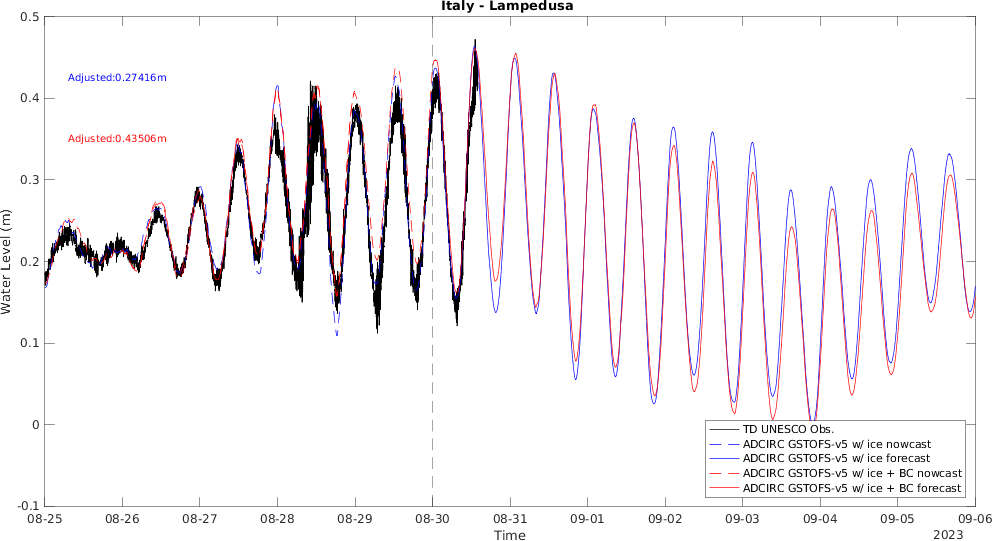 Italy - Lampedusa
0.5
Adjusted:0.27416m
0.4
Adjusted:0.43506m
0.3
Water Level (m)
0.2
0.1
0
TD UNESCO Obs.
ADCIRC GSTOFS-v5 w/ ice nowcast
ADCIRC GSTOFS-v5 w/ ice forecast
ADCIRC GSTOFS-v5 w/ ice + BC nowcast
ADCIRC GSTOFS-v5 w/ ice + BC forecast
-0.1
08-25 08-26 08-27 08-28 08-29 08-30 08-31 09-01 09-02 09-03 09-04 09-05 09-06
Time
2023